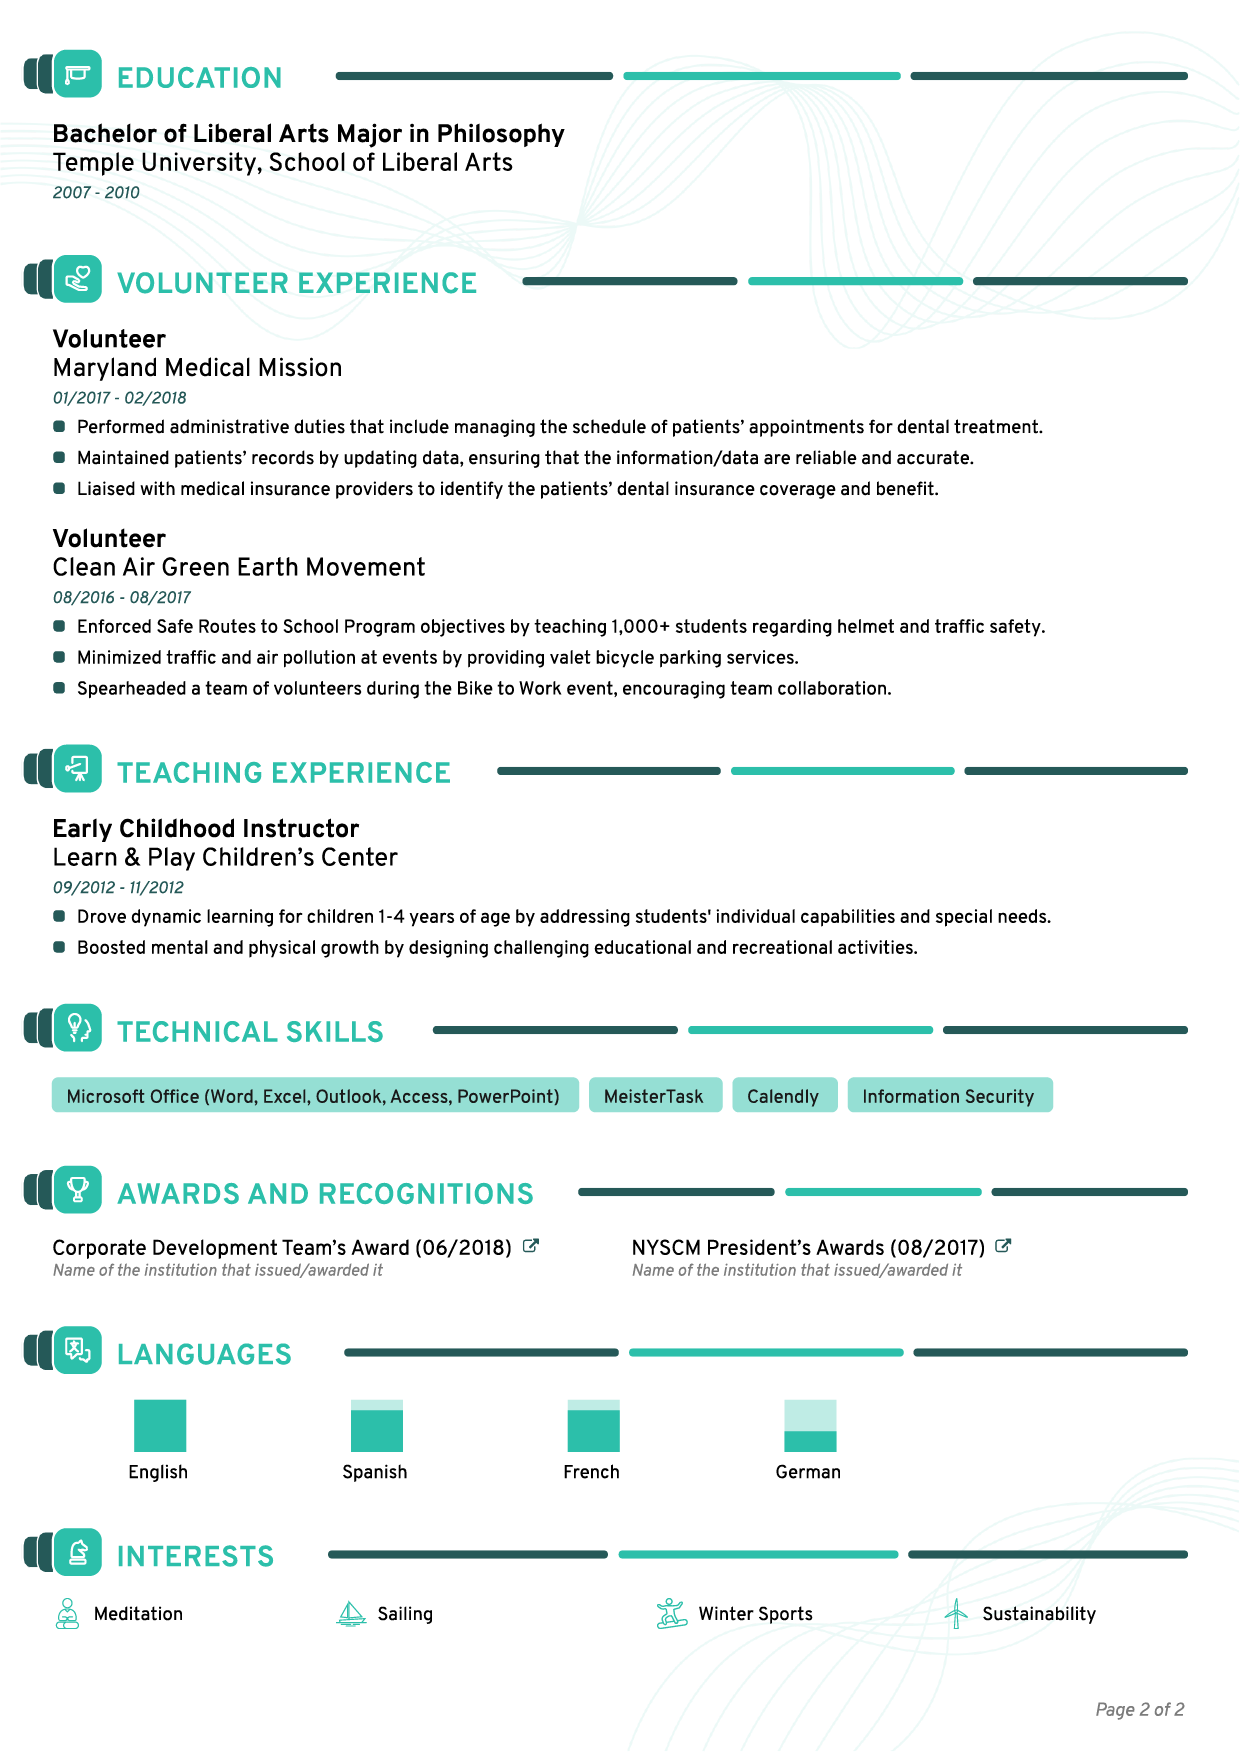 EDUCATION
Bachelor of Liberal Arts Major in Philosophy
Temple University, School of Liberal Arts
2007 - 2010
VOLUNTEER EXPERIENCE
Volunteer
Maryland Medical Mission
01/2017 - 02/2018
Performed administrative duties that include managing the schedule of patients’ appointments for dental treatment.
Maintained patients’ records by updating data, ensuring that the information/data are reliable and accurate.
Liaised with medical insurance providers to identify the patients’ dental insurance coverage and benefit.
Volunteer
Clean Air Green Earth Movement
08/2016 - 08/2017
Enforced Safe Routes to School Program objectives by teaching 1,000+ students regarding helmet and traffic safety.
Minimized traffic and air pollution at events by providing valet bicycle parking services.
Spearheaded a team of volunteers during the Bike to Work event, encouraging team collaboration.
TEACHING EXPERIENCE
Early Childhood Instructor
Learn & Play Children’s Center
09/2012 - 11/2012
Drove dynamic learning for children 1-4 years of age by addressing students' individual capabilities and special needs.
Boosted mental and physical growth by designing challenging educational and recreational activities.
TECHNICAL SKILLS
Microsoft Office (Word, Excel, Outlook, Access, PowerPoint) MeisterTask Calendly Information Security
AWARDS AND RECOGNITIONS
Corporate Development Team’s Award (06/2018)
Name of the institution that issued/awarded it
NYSCM President’s Awards (08/2017)
Name of the institution that issued/awarded it
LANGUAGES
English Spanish French German
INTERESTS
Meditation Sailing Winter Sports Sustainability
Page 2 of 2